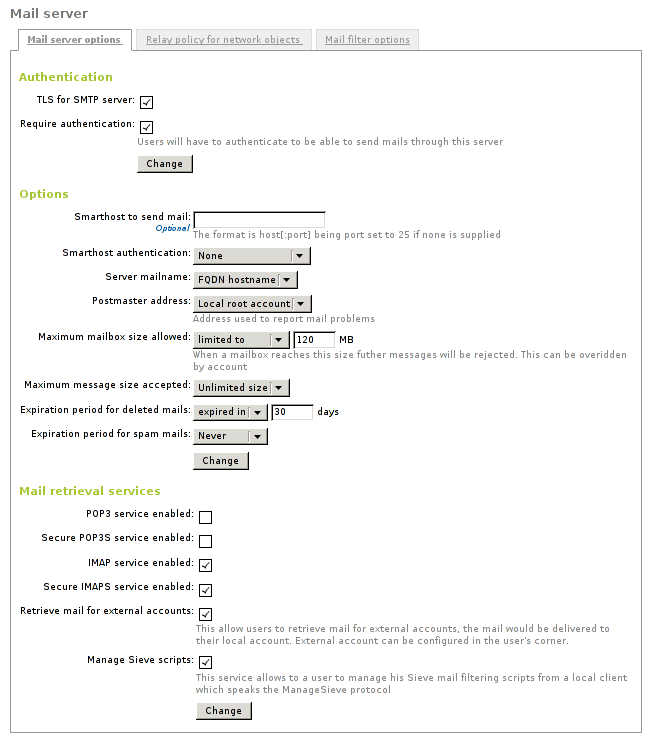 Mail server
Mail server options
Relay policy for network objects
Mail filter options
Authentication
TLS for SMTP server:
Require authentication:
Users will have to authenticate to be able to send mails through this server
Change
Options
Smarthost to send mail:
Optional
The format is host[:port] being port set to 25 if none is supplied
Smarthost authentication: None
Server mailname: FQDN hostname
Postmaster address: Local root account
Address used to report mail problems
Maximum mailbox size allowed: limited to 120 MB
When a mailbox reaches this size futher messages will be rejected. This can be overidden
by account
Maximum message size accepted: Unlimited size
Expiration period for deleted mails: expired in 30 days
Expiration period for spam mails: Never
Change
Mail retrieval services
POP3 service enabled:
Secure POP3S service enabled:
IMAP service enabled:
Secure IMAPS service enabled:
Retrieve mail for external accounts:
This allow users to retrieve mail for external accounts, the mail would be delivered to
their local account. External account can be configured in the user's corner.
Manage Sieve scripts:
This service allows to a user to manage his Sieve mail filtering scripts from a local client
which speaks the ManageSieve protocol
Change